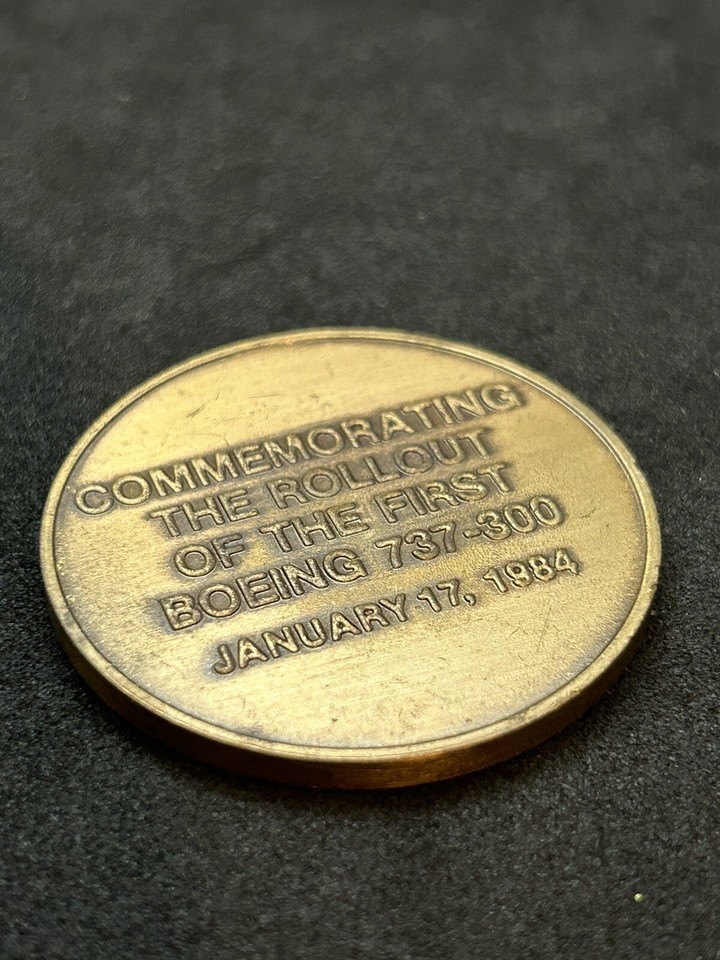 COMMEMORATING
THE ROLLOUT
OF THE FIRST
BOEING 737-300
JANUARY 17, 1984